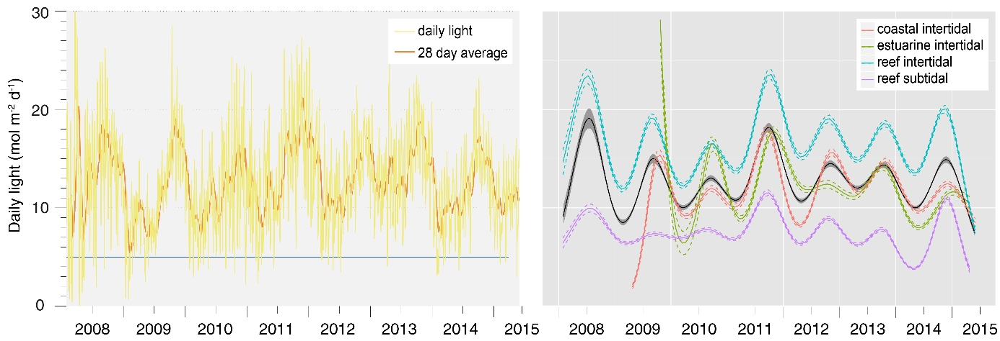 30
20
10
0
Daily light (mol m⁻² d⁻¹)
daily light
28 day average
2008 2009 2010 2011 2012 2013 2014 2015
coastal intertidal
estuarine intertidal
reef intertidal
reef subtidal
2008 2009 2010 2011 2012 2013 2014 2015